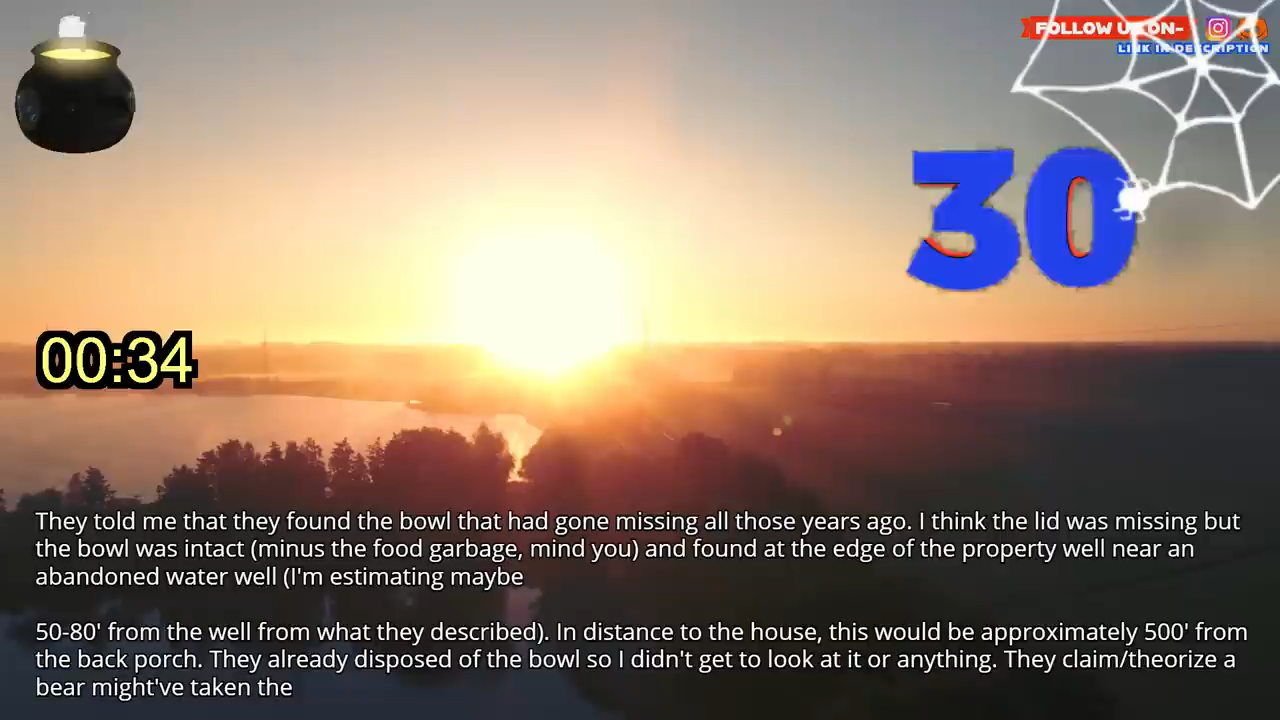 FOLLOW US ON-
LINK IN DESCRIPTION
30
00:34
They told me that they found the bowl that had gone missing all those years ago. I think the lid was missing but
the bowl was intact (minus the food garbage, mind you) and found at the edge of the property well near an
abandoned water well (I'm estimating maybe
50-80' from the well from what they described). In distance to the house, this would be approximately 500' from
the back porch. They already disposed of the bowl so I didn't get to look at it or anything. They claim/theorize a
bear might've taken the